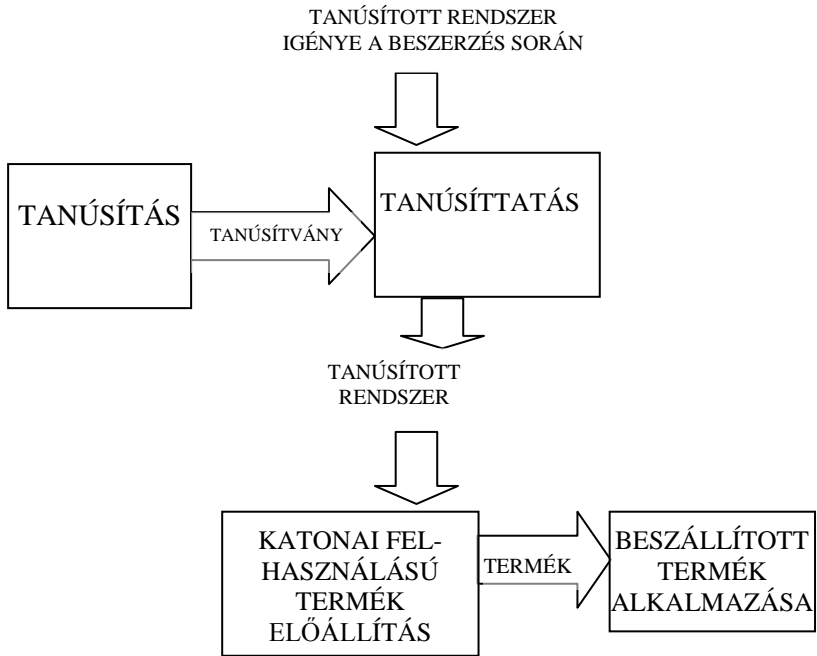 TANÚSÍTOTT RENDSZER
IGÉNYE A BESZERZÉS SORÁN
TANÚSÍTÁS
TANÚSÍTVÁNY
TANÚSÍTTATÁS
TANÚSÍTOTT
RENDSZER
KATONAI FEL-
HASZNÁLÁSÚ
TERMÉK
ELŐÁLLÍTÁS
TERMÉK
BESZÁLLÍTOTT
TERMÉK
ALKALMAZÁSA